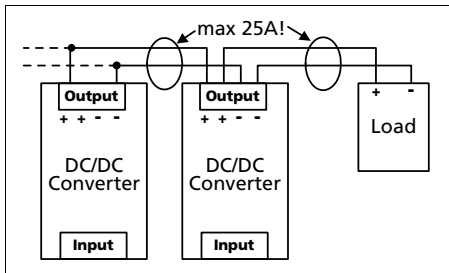 max 25A!
Output
Output
+ + - -
+ + - -
+ -
Load
DC/DC
Converter
DC/DC
Converter
Input
Input